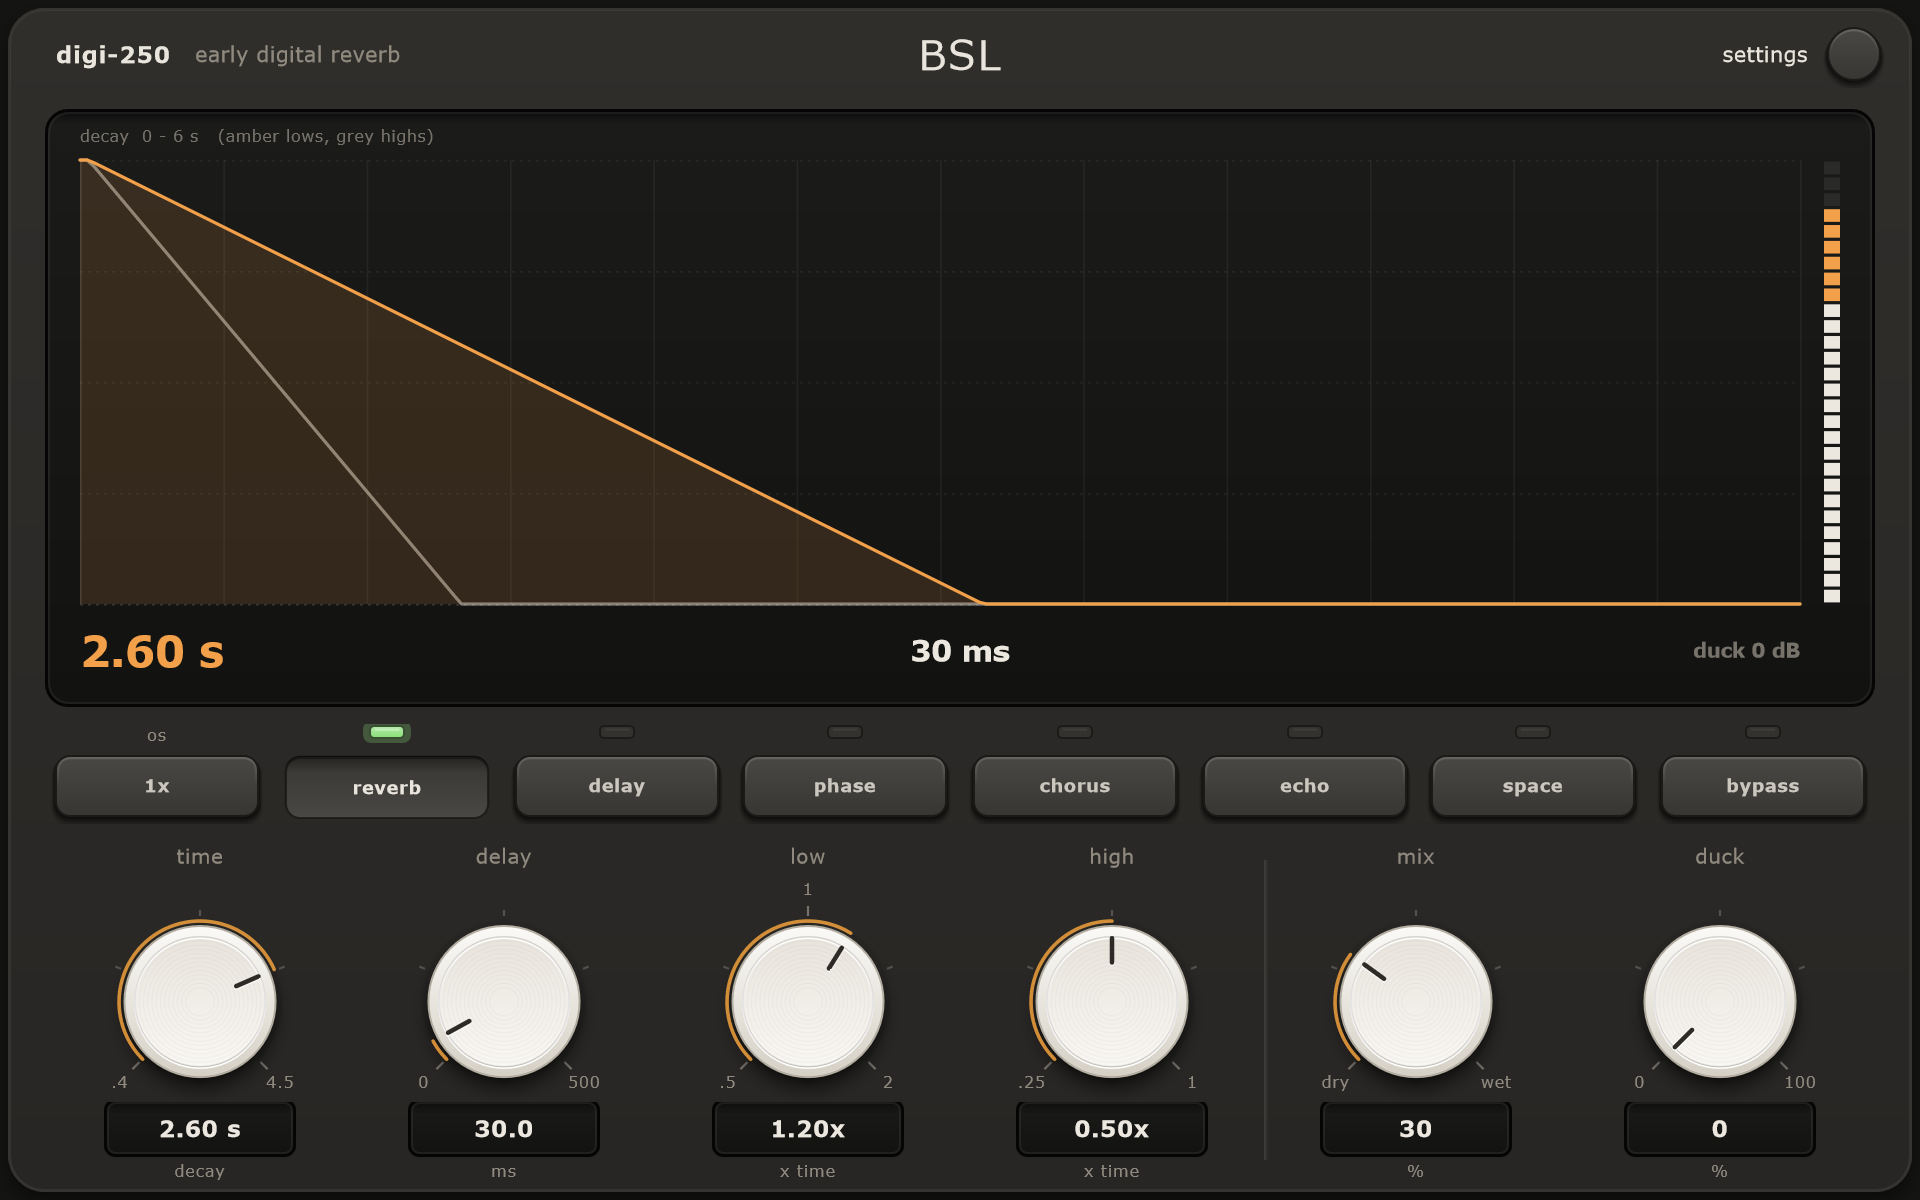 digi-250 early digital reverb BSL settings
decay 0 - 6 s (amber lows, grey highs)
2.60 s 30 ms duck 0 dB
os
1x reverb delay phase chorus echo space bypass
time delay low high mix duck
1
.4 4.5 0 500 .5 2 .25 1 dry wet 0 100
2.60 s 30.0 1.20x 0.50x 30 0
decay ms x time x time % %